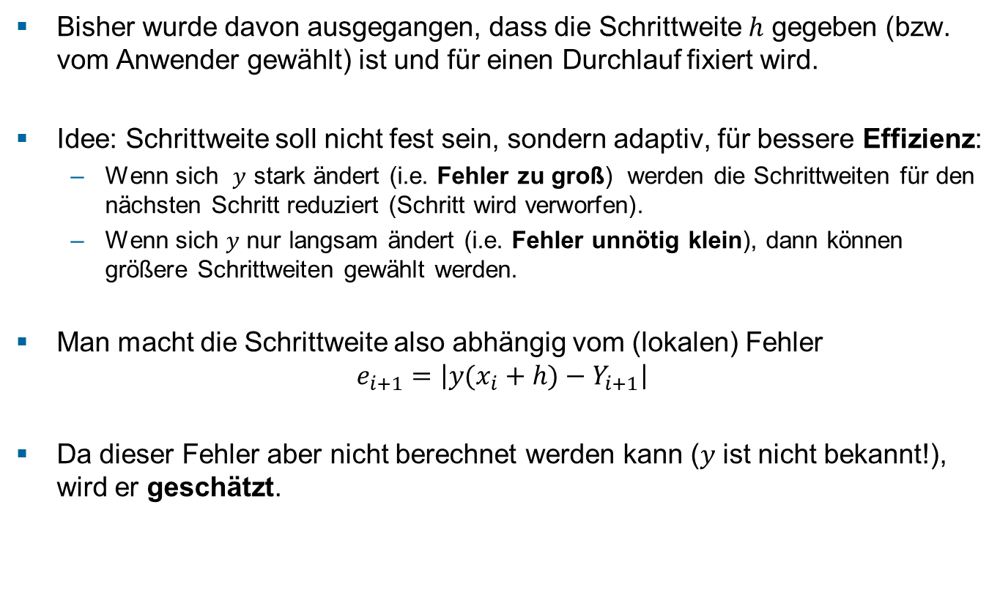 ▪ Bisher wurde davon ausgegangen, dass die Schrittweite ℎ gegeben (bzw.
vom Anwender gewählt) ist und für einen Durchlauf fixiert wird.
▪ Idee: Schrittweite soll nicht fest sein, sondern adaptiv, für bessere Effizienz:
– Wenn sich 𝑦 stark ändert (i.e. Fehler zu groß) werden die Schrittweiten für den
nächsten Schritt reduziert (Schritt wird verworfen).
– Wenn sich 𝑦 nur langsam ändert (i.e. Fehler unnötig klein), dann können
größere Schrittweiten gewählt werden.
▪ Man macht die Schrittweite also abhängig vom (lokalen) Fehler
𝑒_{𝑖+1} = |𝑦(𝑥_𝑖 + ℎ) − 𝑌_{𝑖+1}|
▪ Da dieser Fehler aber nicht berechnet werden kann (𝑦 ist nicht bekannt!),
wird er geschätzt.